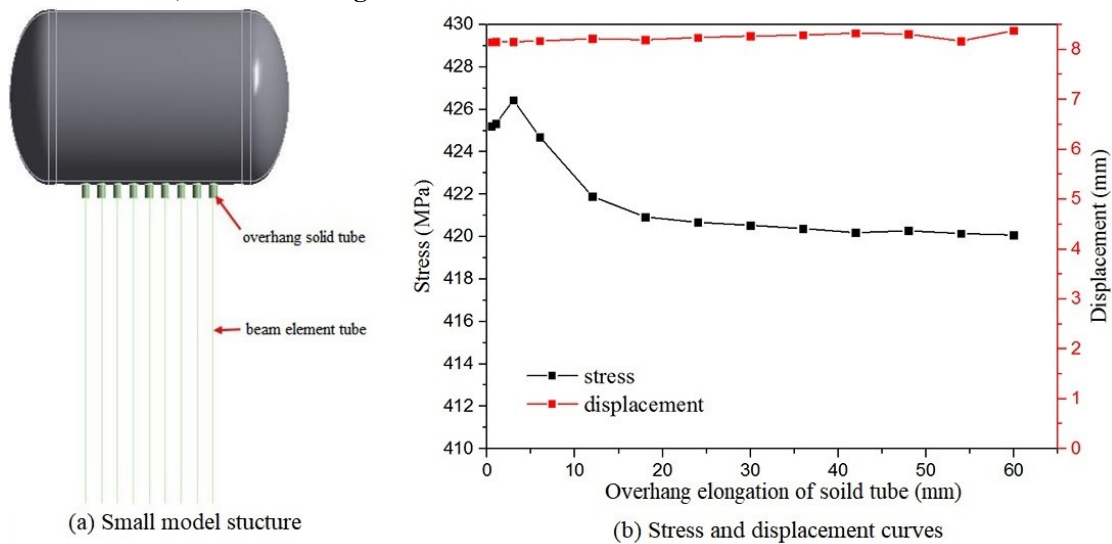 overhang solid tube
beam element tube
(a) Small model stucture
430
428
426
424
422
420
418
416
414
412
410
Stress (MPa)
8
7
6
5
4
3
2
1
0
Displacement (mm)
stress
displacement
0 10 20 30 40 50 60
Overhang elongation of soild tube (mm)
(b) Stress and displacement curves